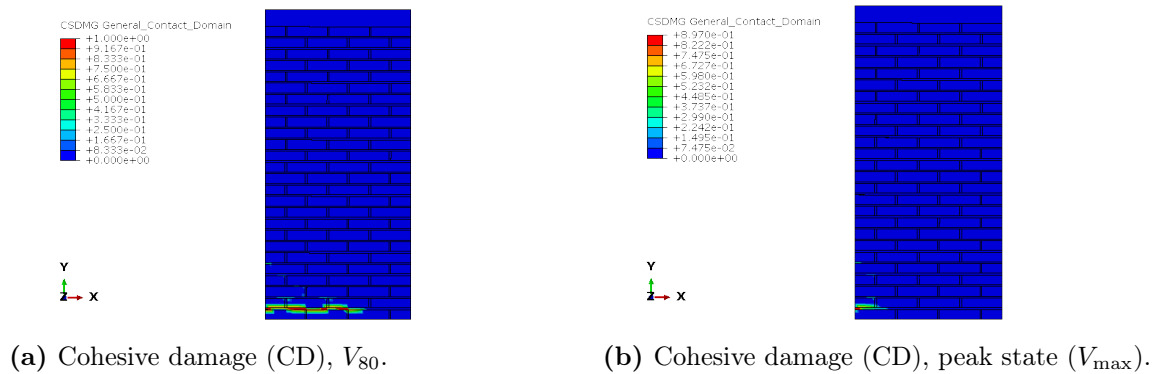 CSDMG General_Contact_Domain
+1.000e+00
+9.167e-01
+8.333e-01
+7.500e-01
+6.667e-01
+5.833e-01
+5.000e-01
+4.167e-01
+3.333e-01
+2.500e-01
+1.667e-01
+8.333e-02
+0.000e+00
Y
Z X
(a) Cohesive damage (CD), V80.
CSDMG General_Contact_Domain
+8.970e-01
+8.222e-01
+7.475e-01
+6.727e-01
+5.980e-01
+5.232e-01
+4.485e-01
+3.737e-01
+2.990e-01
+2.242e-01
+1.495e-01
+7.475e-02
+0.000e+00
Y
Z X
(b) Cohesive damage (CD), peak state (Vmax).